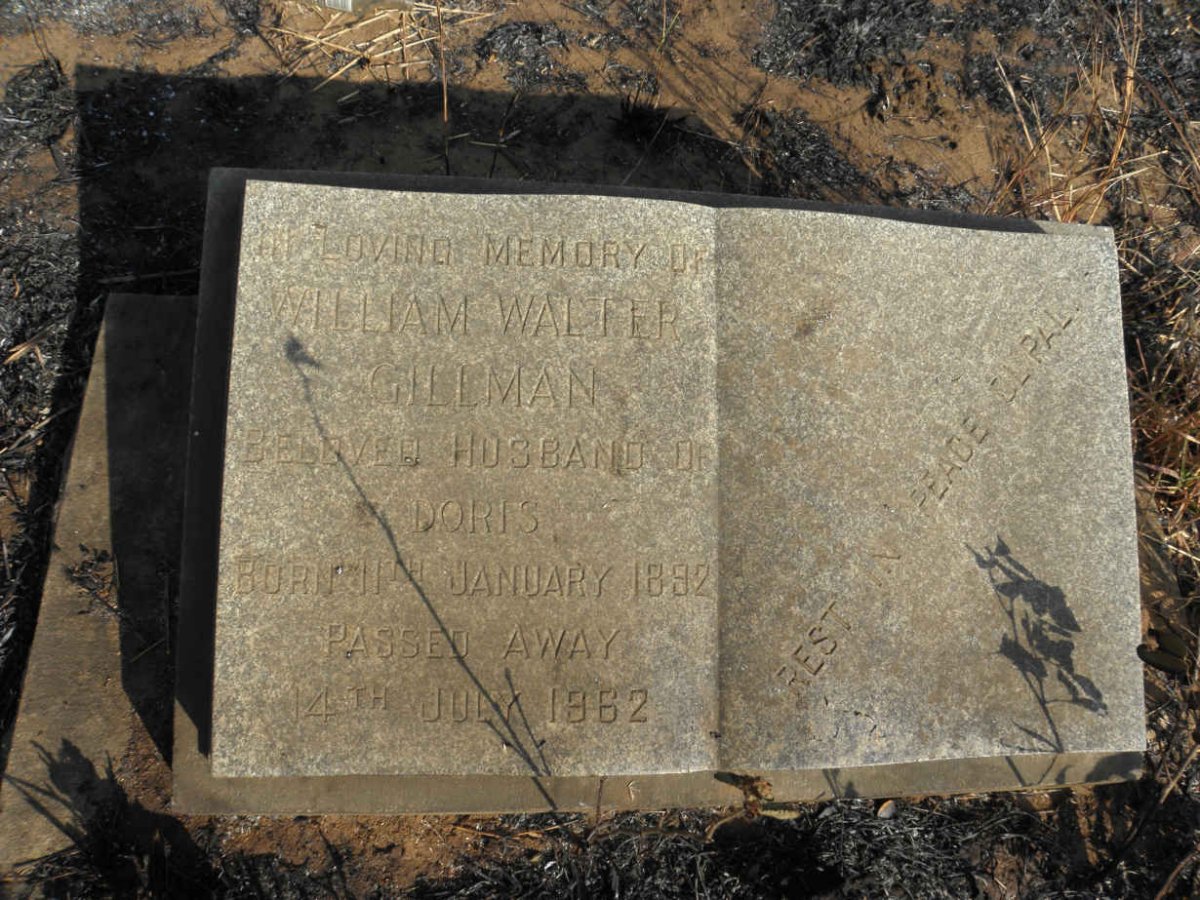 IN LOVING MEMORY OF
WILLIAM WALTER
GILLMAN
BELOVED HUSBAND OF
DORIS
BORN 11TH JANUARY 1892
PASSED AWAY
14TH JULY 1962
REST IN PEACE